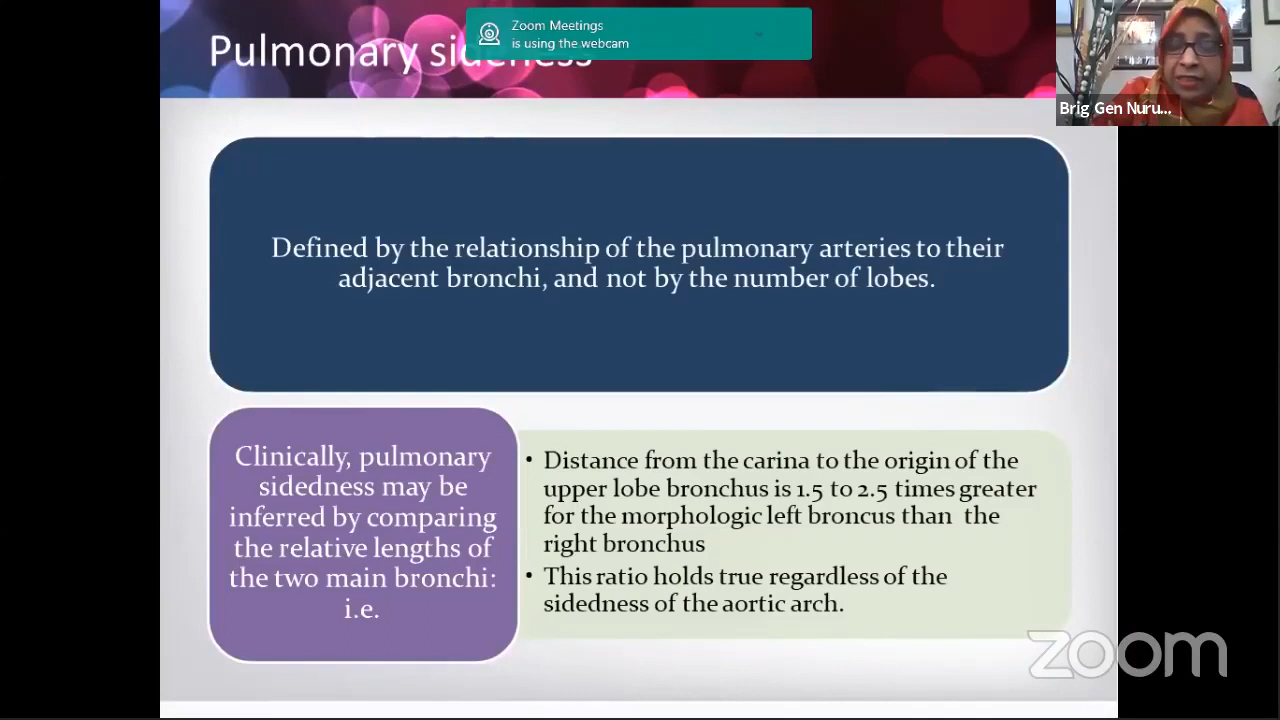 Pulmonary sideness
Zoom Meetings
is using the webcam
Brig Gen Nuru...
Defined by the relationship of the pulmonary arteries to their
adjacent bronchi, and not by the number of lobes.
Clinically, pulmonary
sidedness may be
inferred by comparing
the relative lengths of
the two main bronchi:
i.e.
• Distance from the carina to the origin of the
upper lobe bronchus is 1.5 to 2.5 times greater
for the morphologic left broncus than the
right bronchus
• This ratio holds true regardless of the
sidedness of the aortic arch.
zoom